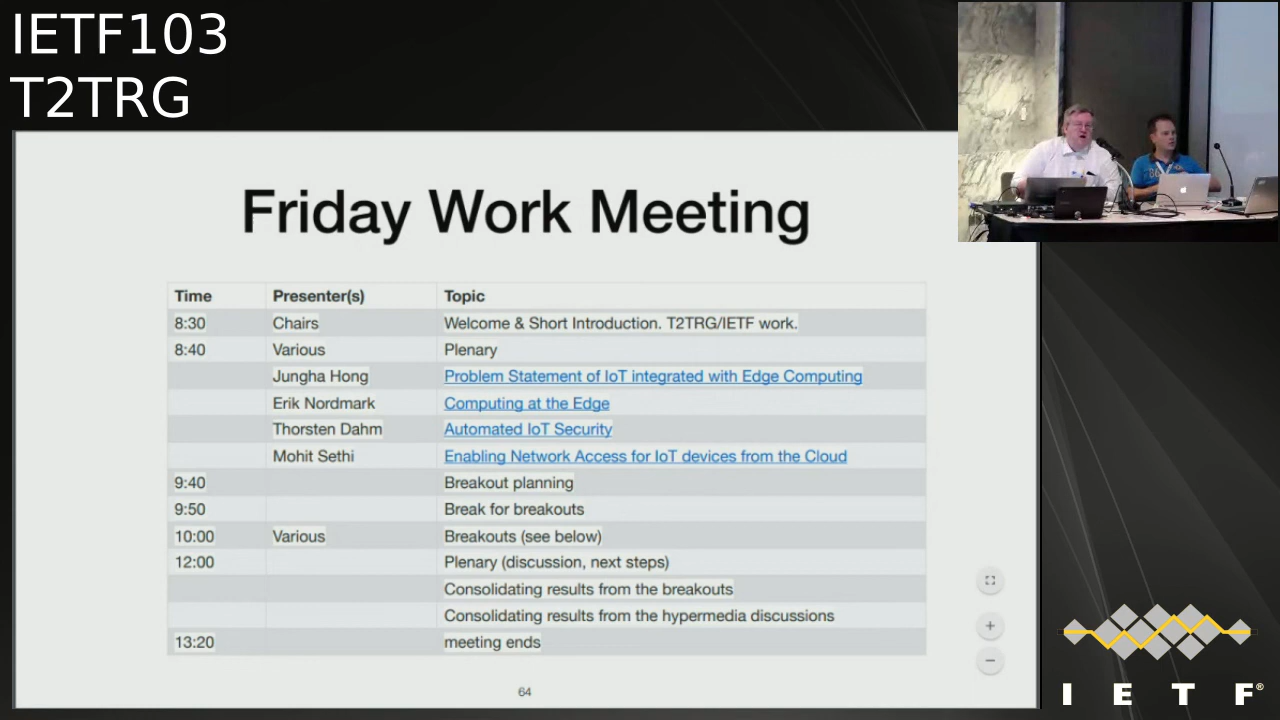 IETF103
T2TRG
Friday Work Meeting
Time Presenter(s) Topic
8:30 Chairs Welcome & Short Introduction. T2TRG/IETF work.
8:40 Various Plenary
Jungha Hong Problem Statement of IoT integrated with Edge Computing
Erik Nordmark Computing at the Edge
Thorsten Dahm Automated IoT Security
Mohit Sethi Enabling Network Access for IoT devices from the Cloud
9:40 Breakout planning
9:50 Break for breakouts
10:00 Various Breakouts (see below)
12:00 Plenary (discussion, next steps)
Consolidating results from the breakouts
Consolidating results from the hypermedia discussions
13:20 meeting ends
64
I E T F®